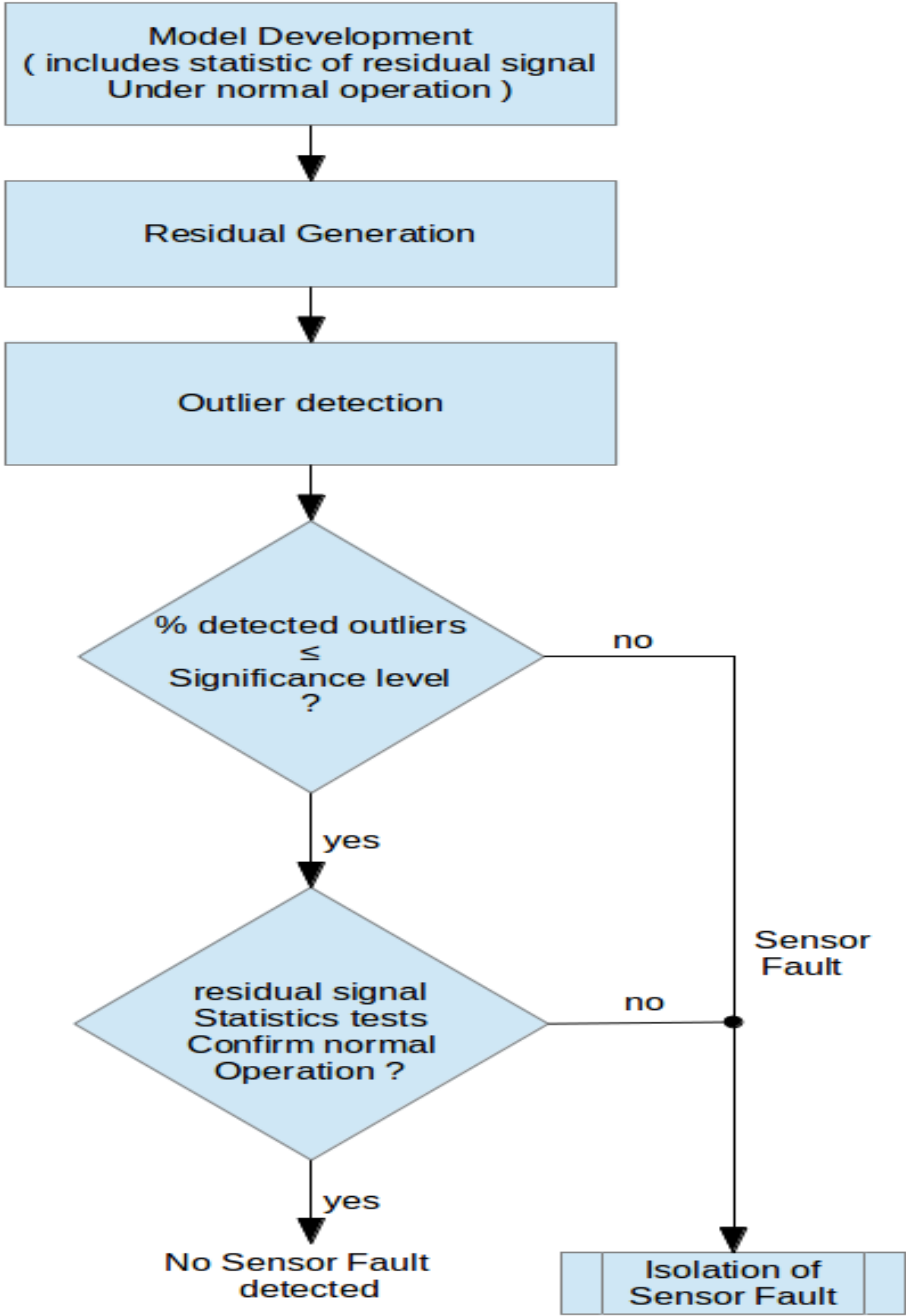 Model Development
( includes statistic of residual signal
Under normal operation )
Residual Generation
Outlier detection
% detected outliers
≤
Significance level
?
no
yes
Sensor
Fault
residual signal
Statistics tests
Confirm normal
Operation ?
no
yes
No Sensor Fault
detected
Isolation of
Sensor Fault